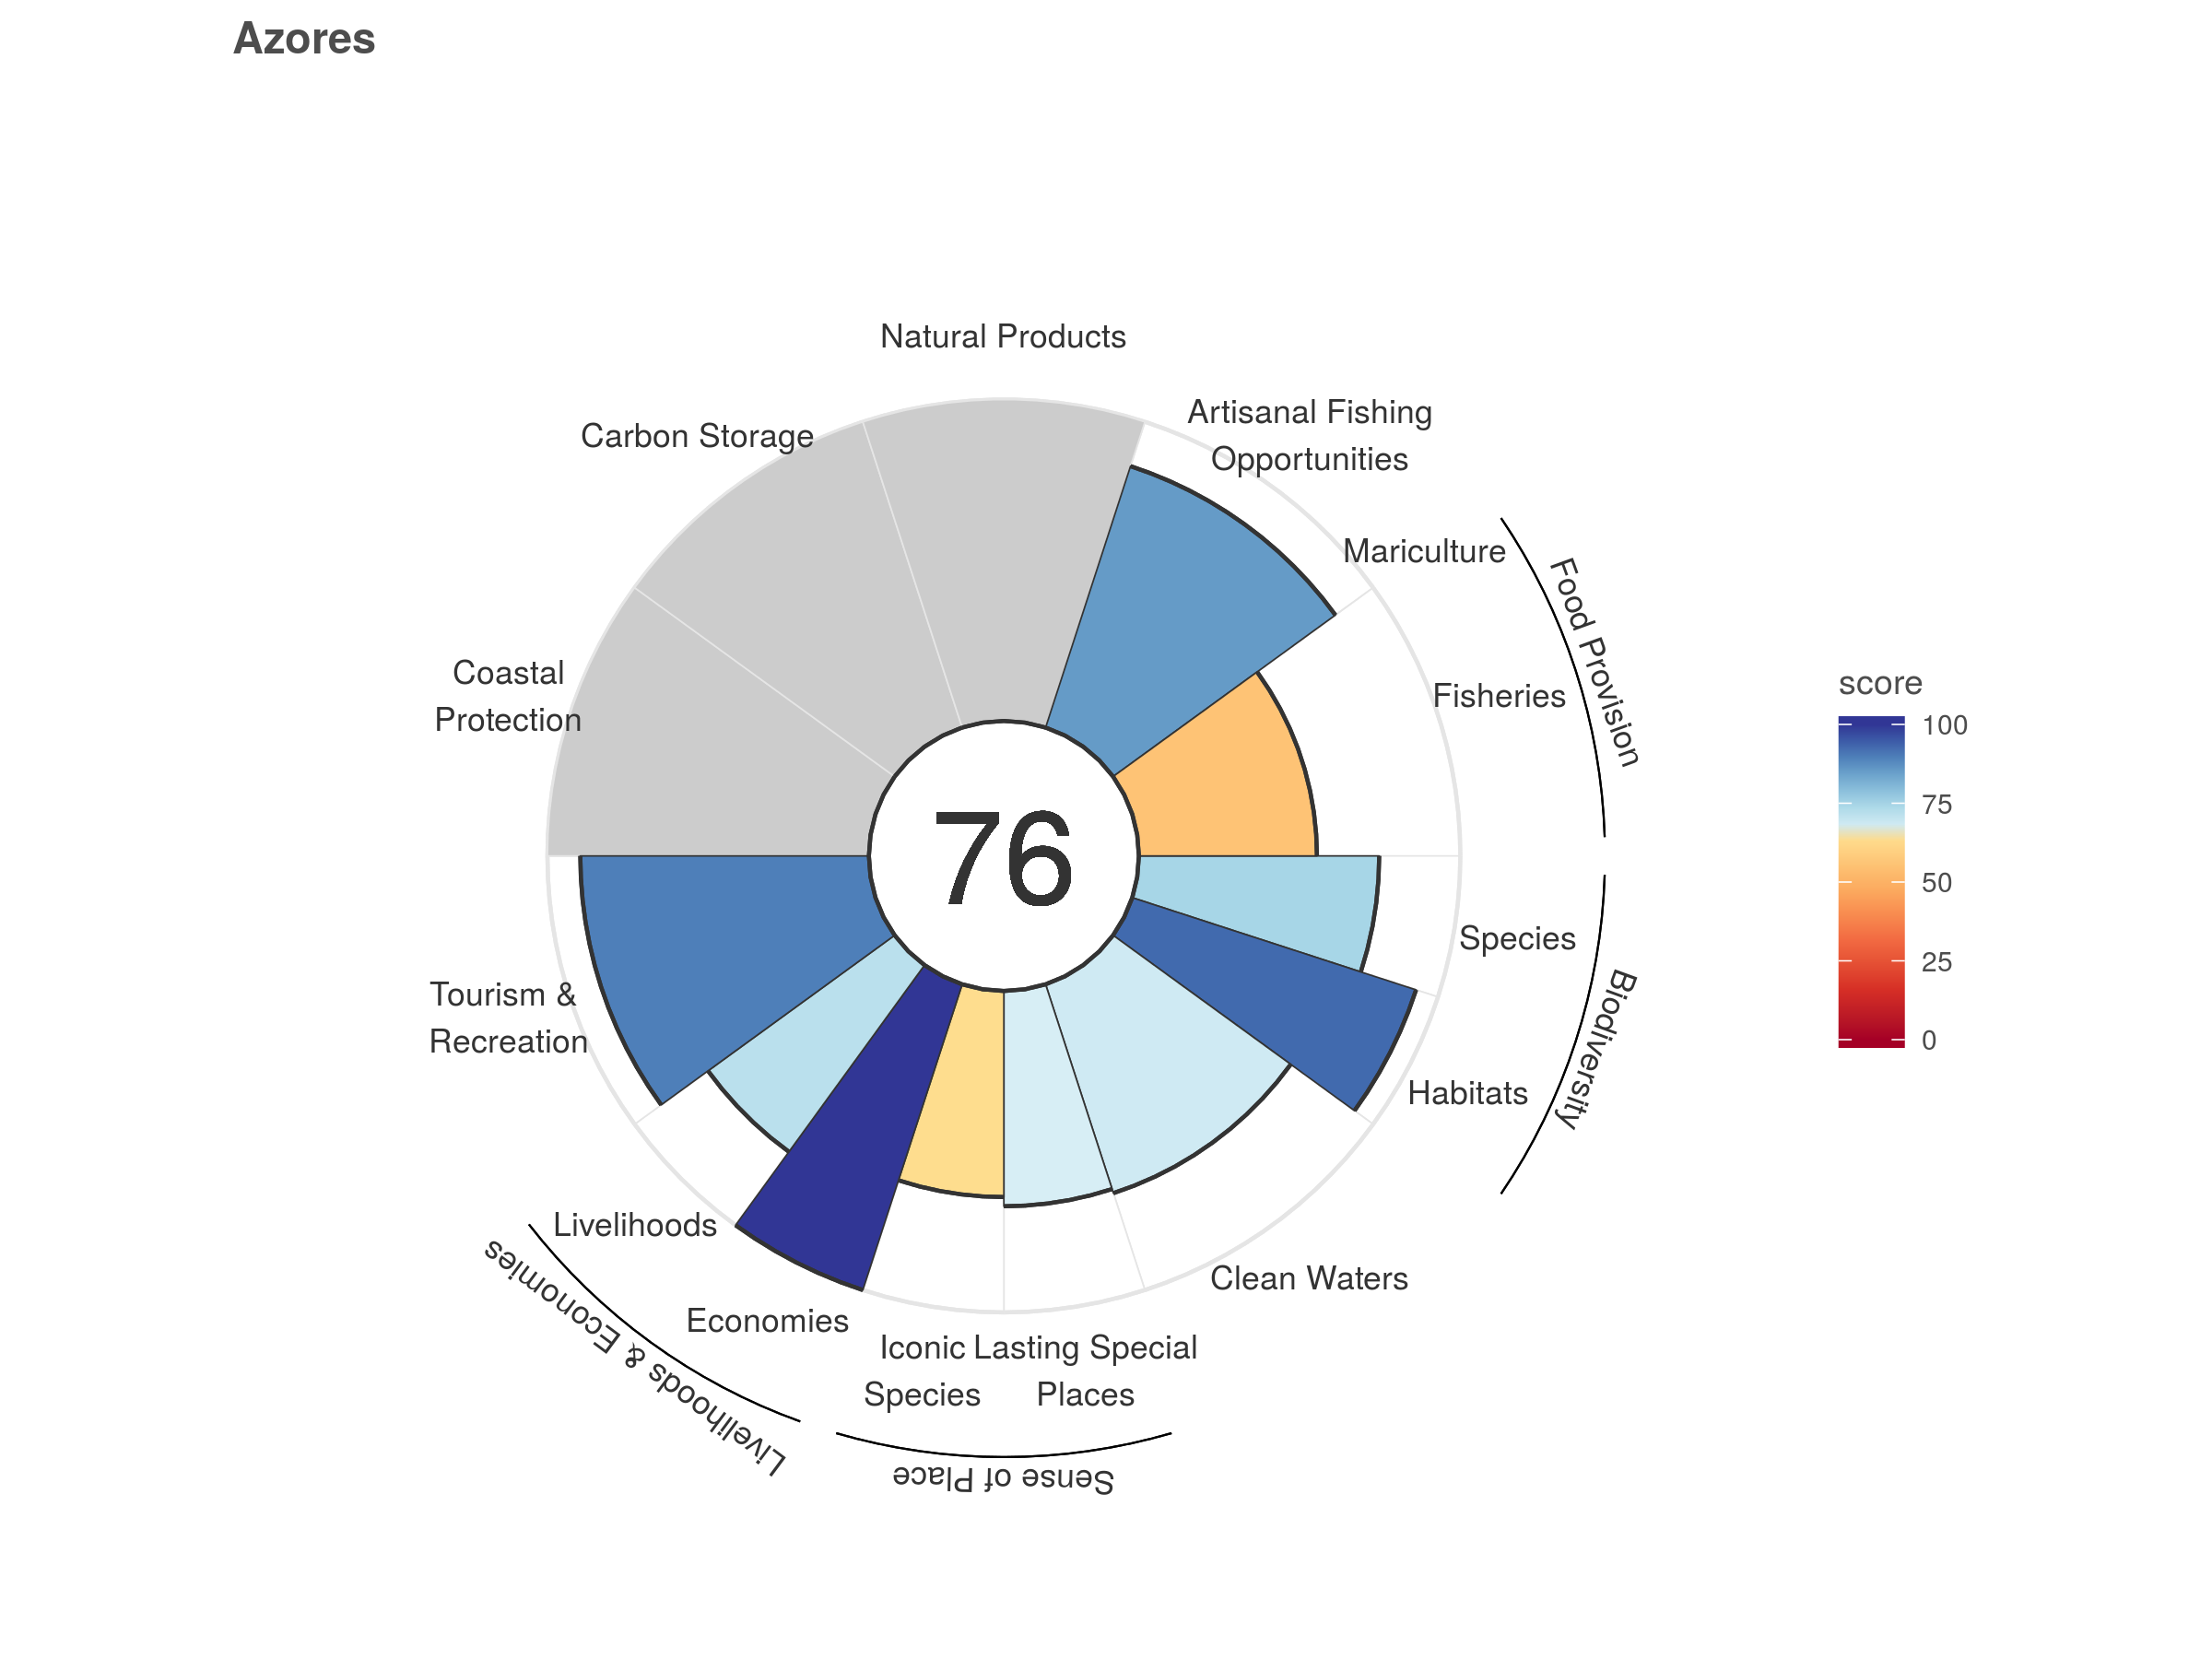 Azores
Natural Products
Artisanal Fishing
Opportunities
Carbon Storage
Mariculture
Food Provision
Coastal
Protection
Fisheries
score
100
75
50
25
0
76
Species
Biodiversity
Tourism &
Recreation
Habitats
Livelihoods
Clean Waters
Economies
Livelihoods & Economies
Iconic
Species
Lasting Special
Places
Sense of Place